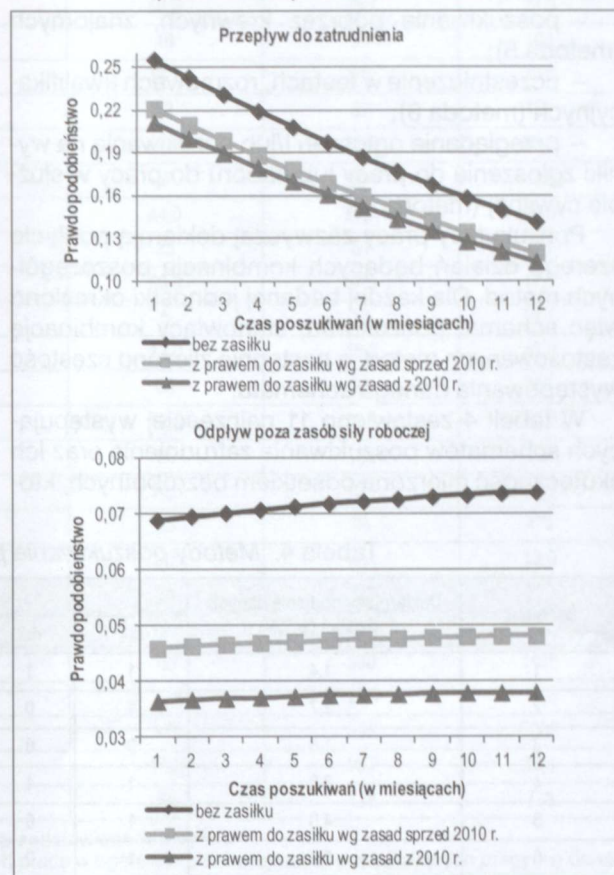 Przepływ do zatrudnienia
Prawdopodobieństwo
0,25
0,22
0,19
0,16
0,13
0,10
1 2 3 4 5 6 7 8 9 10 11 12
Czas poszukiwań (w miesiącach)
bez zasiłku
z prawem do zasiłku wg zasad sprzed 2010 r.
z prawem do zasiłku wg zasad z 2010 r.
Odpływ poza zasób siły roboczej
Prawdopodobieństwo
0,08
0,07
0,06
0,05
0,04
0,03
1 2 3 4 5 6 7 8 9 10 11 12
Czas poszukiwań (w miesiącach)
bez zasiłku
z prawem do zasiłku wg zasad sprzed 2010 r.
z prawem do zasiłku wg zasad z 2010 r.